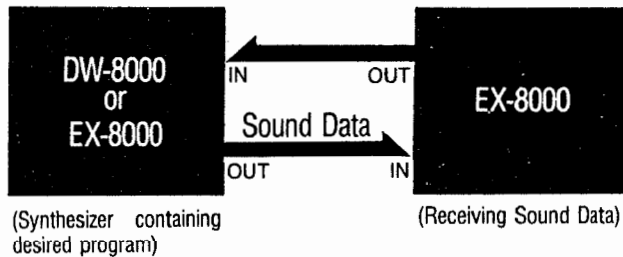 DW-8000
or
EX-8000
IN
OUT
EX-8000
Sound Data
OUT
IN
(Synthesizer containing
desired program)
(Receiving Sound Data)